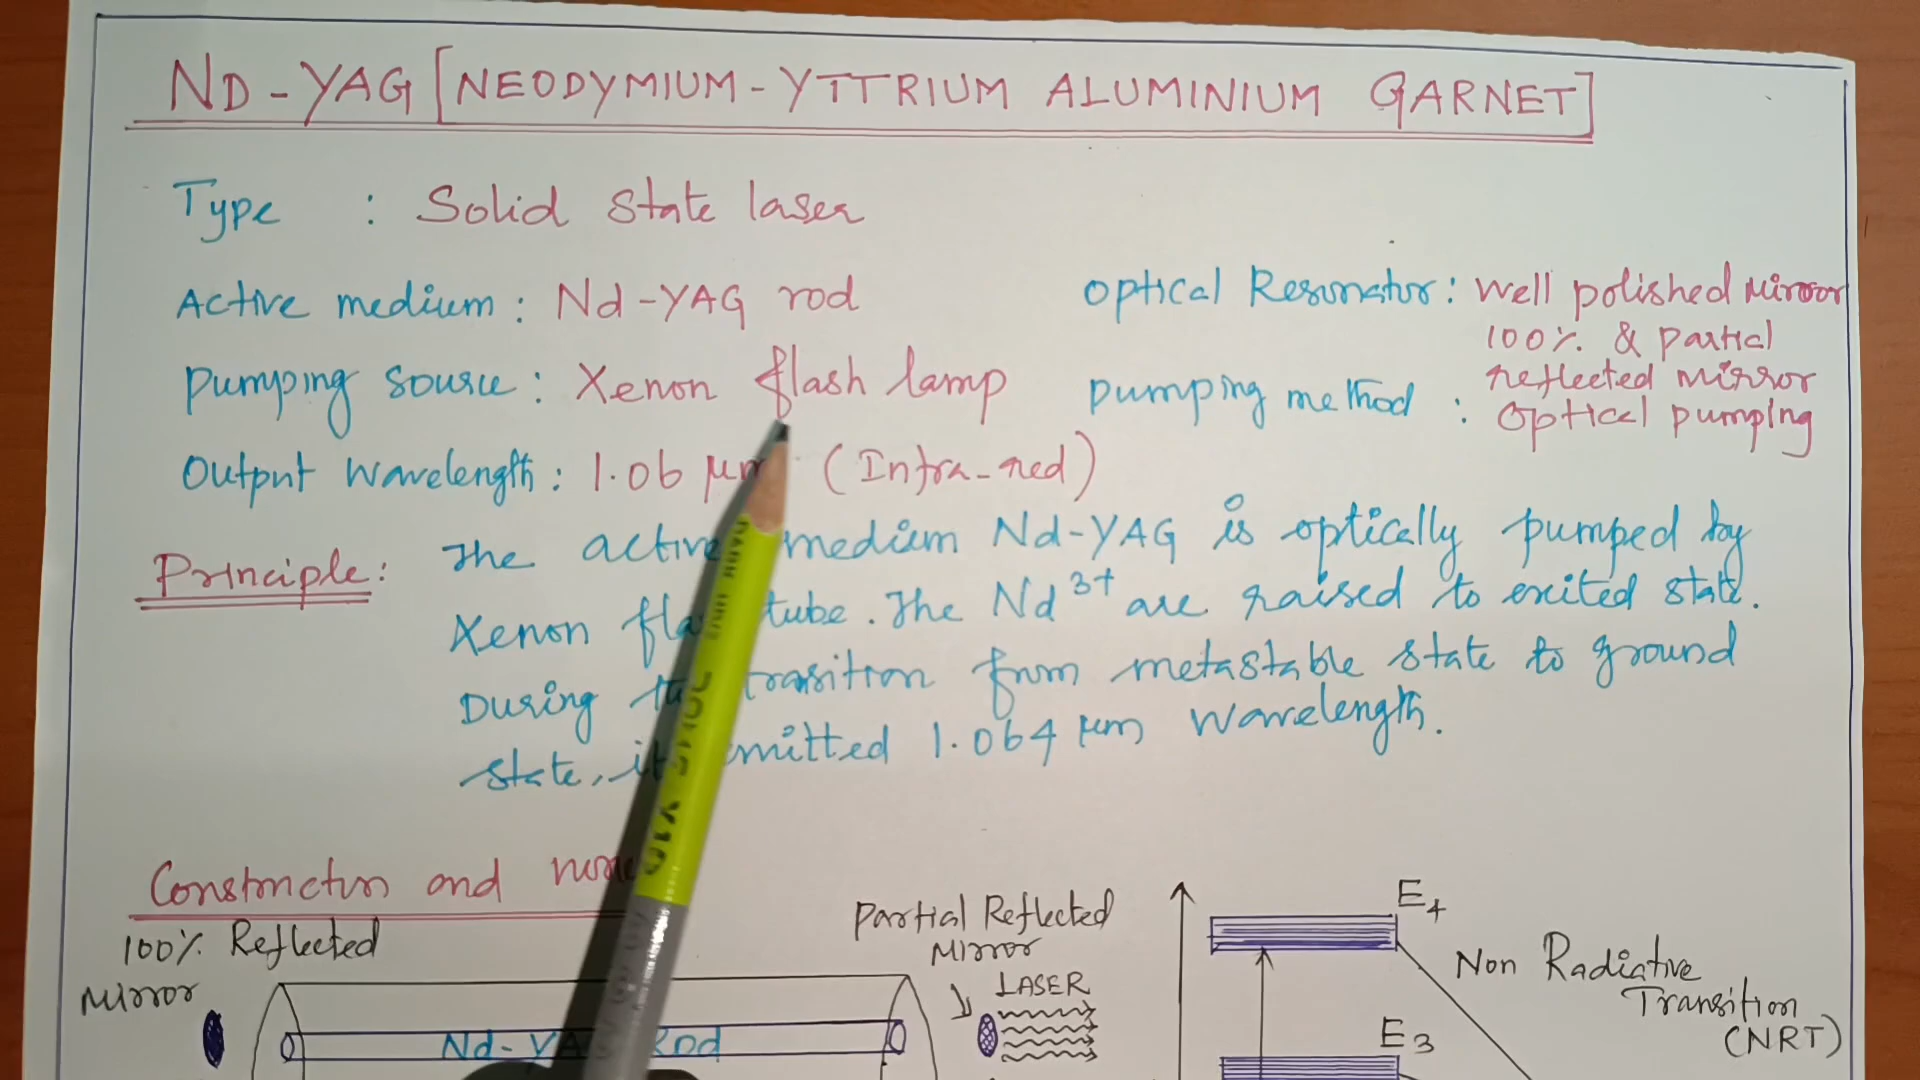 ND-YAG [NEODYMIUM-YTTRIUM ALUMINIUM GARNET]
Type : Solid state laser
Active medium : Nd-YAG rod
Optical Resonator : Well polished mirror
100% & partial
reflected mirror
Pumping source : Xenon flash lamp
Pumping method : Optical pumping
Output wavelength : 1.06 μm (Infra-red)
Principle : The active medium Nd-YAG is optically pumped by
Xenon tube. The Nd3+ are raised to excited state.
During transition from metastable state to ground
state, 1.064 μm wavelength.
Construction and
100% Reflected
Mirror
Partial Reflected
Mirror
LASER
Nd-YAG Rod
E4
Non Radiative
Transition
(NRT)
E3